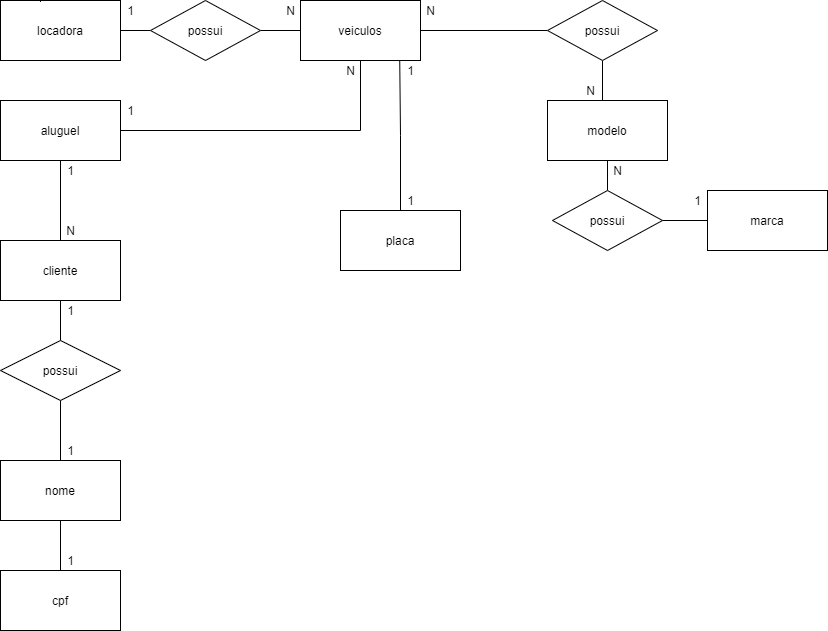 locadora
1
possui
N
veiculos
N
possui
N
1
N
aluguel
1
modelo
1
N
1
1
possui
marca
N
placa
cliente
1
possui
1
nome
1
cpf